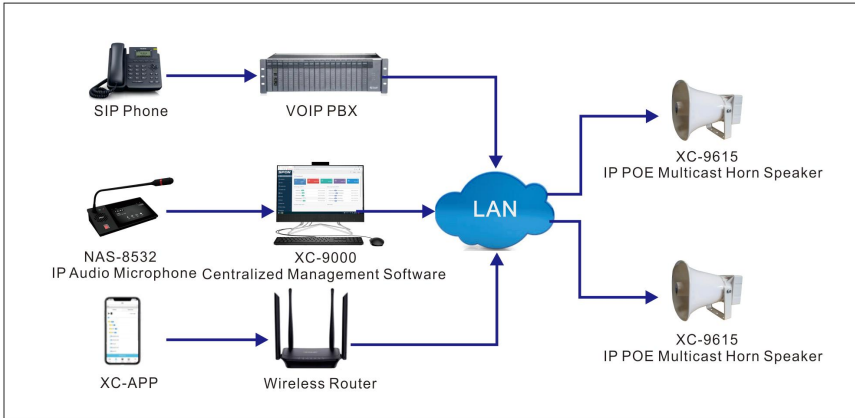 SIP Phone
VOIP PBX
XC-9615
IP POE Multicast Horn Speaker
LAN
NAS-8532
IP Audio Microphone
XC-9000
Centralized Management Software
XC-9615
IP POE Multicast Horn Speaker
XC-APP
Wireless Router